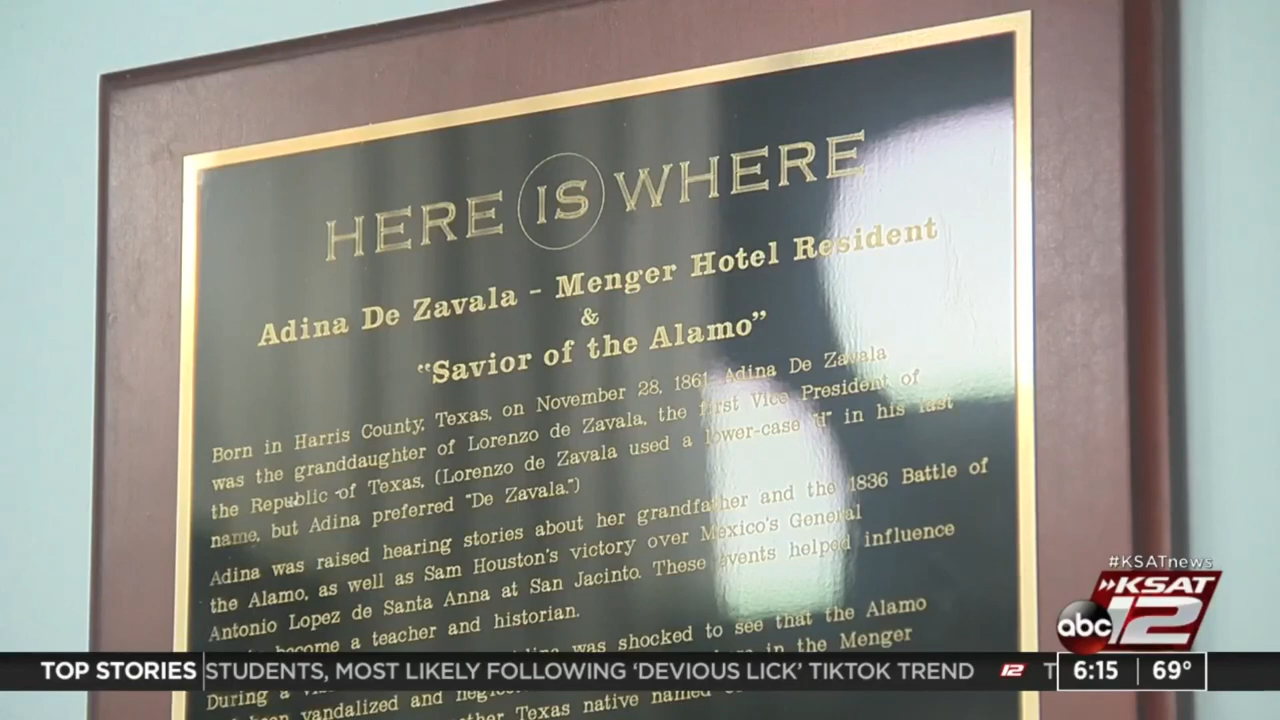 HERE IS WHERE
Adina De Zavala - Menger Hotel Resident
&
“Savior of the Alamo”
Born in Harris County, Texas, on November 28, 1861, Adina De Zavala
was the granddaughter of Lorenzo de Zavala, the first Vice President of
the Republic of Texas. (Lorenzo de Zavala used a lower-case "d" in his last
name, but Adina preferred "De Zavala.")
Adina was raised hearing stories about her grandfather and the 1836 Battle of
the Alamo, as well as Sam Houston's victory over Mexico's General
Antonio Lopez de Santa Anna at San Jacinto. These events helped influence
become a teacher and historian.
was shocked to see that the Alamo
in the Menger
During a
vandalized and
Texas native named
#KSATnews
KSAT
abc 12
TOP STORIES STUDENTS, MOST LIKELY FOLLOWING ‘DEVIOUS LICK’ TIKTOK TREND 12 T 6:15 69°